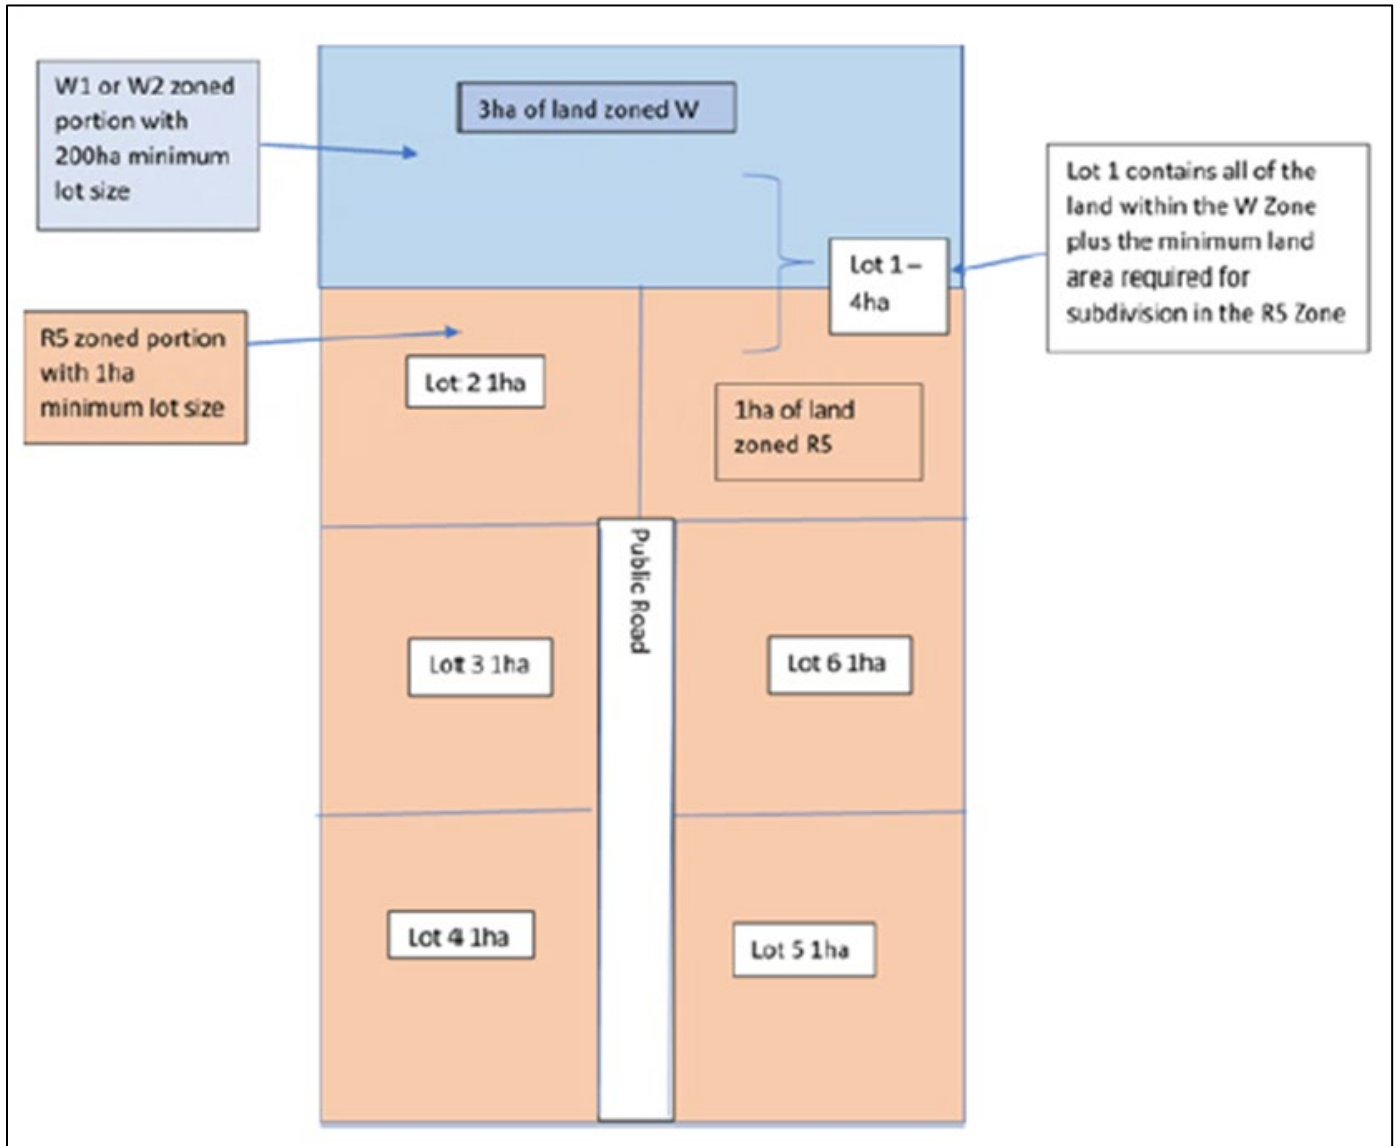 W1 or W2 zoned
portion with
200ha minimum
lot size
3ha of land zoned W
Lot 1 contains all of the
land within the W Zone
plus the minimum land
area required for
subdivision in the R5 Zone
Lot 1 –
4ha
R5 zoned portion
with 1ha
minimum lot size
Lot 2 1ha
1ha of land
zoned R5
Public Road
Lot 3 1ha
Lot 6 1ha
Lot 4 1ha
Lot 5 1ha